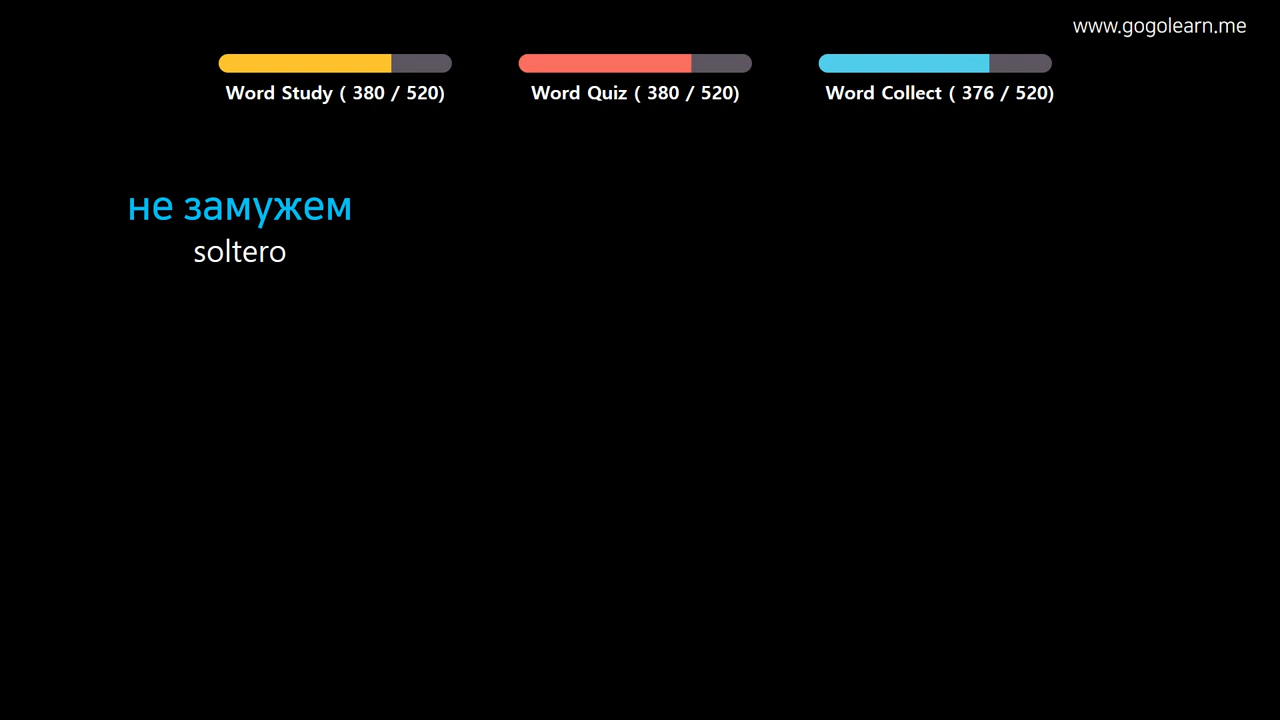 www.gogolearn.me
Word Study ( 380 / 520)
Word Quiz ( 380 / 520)
Word Collect ( 376 / 520)
не замужем
soltero